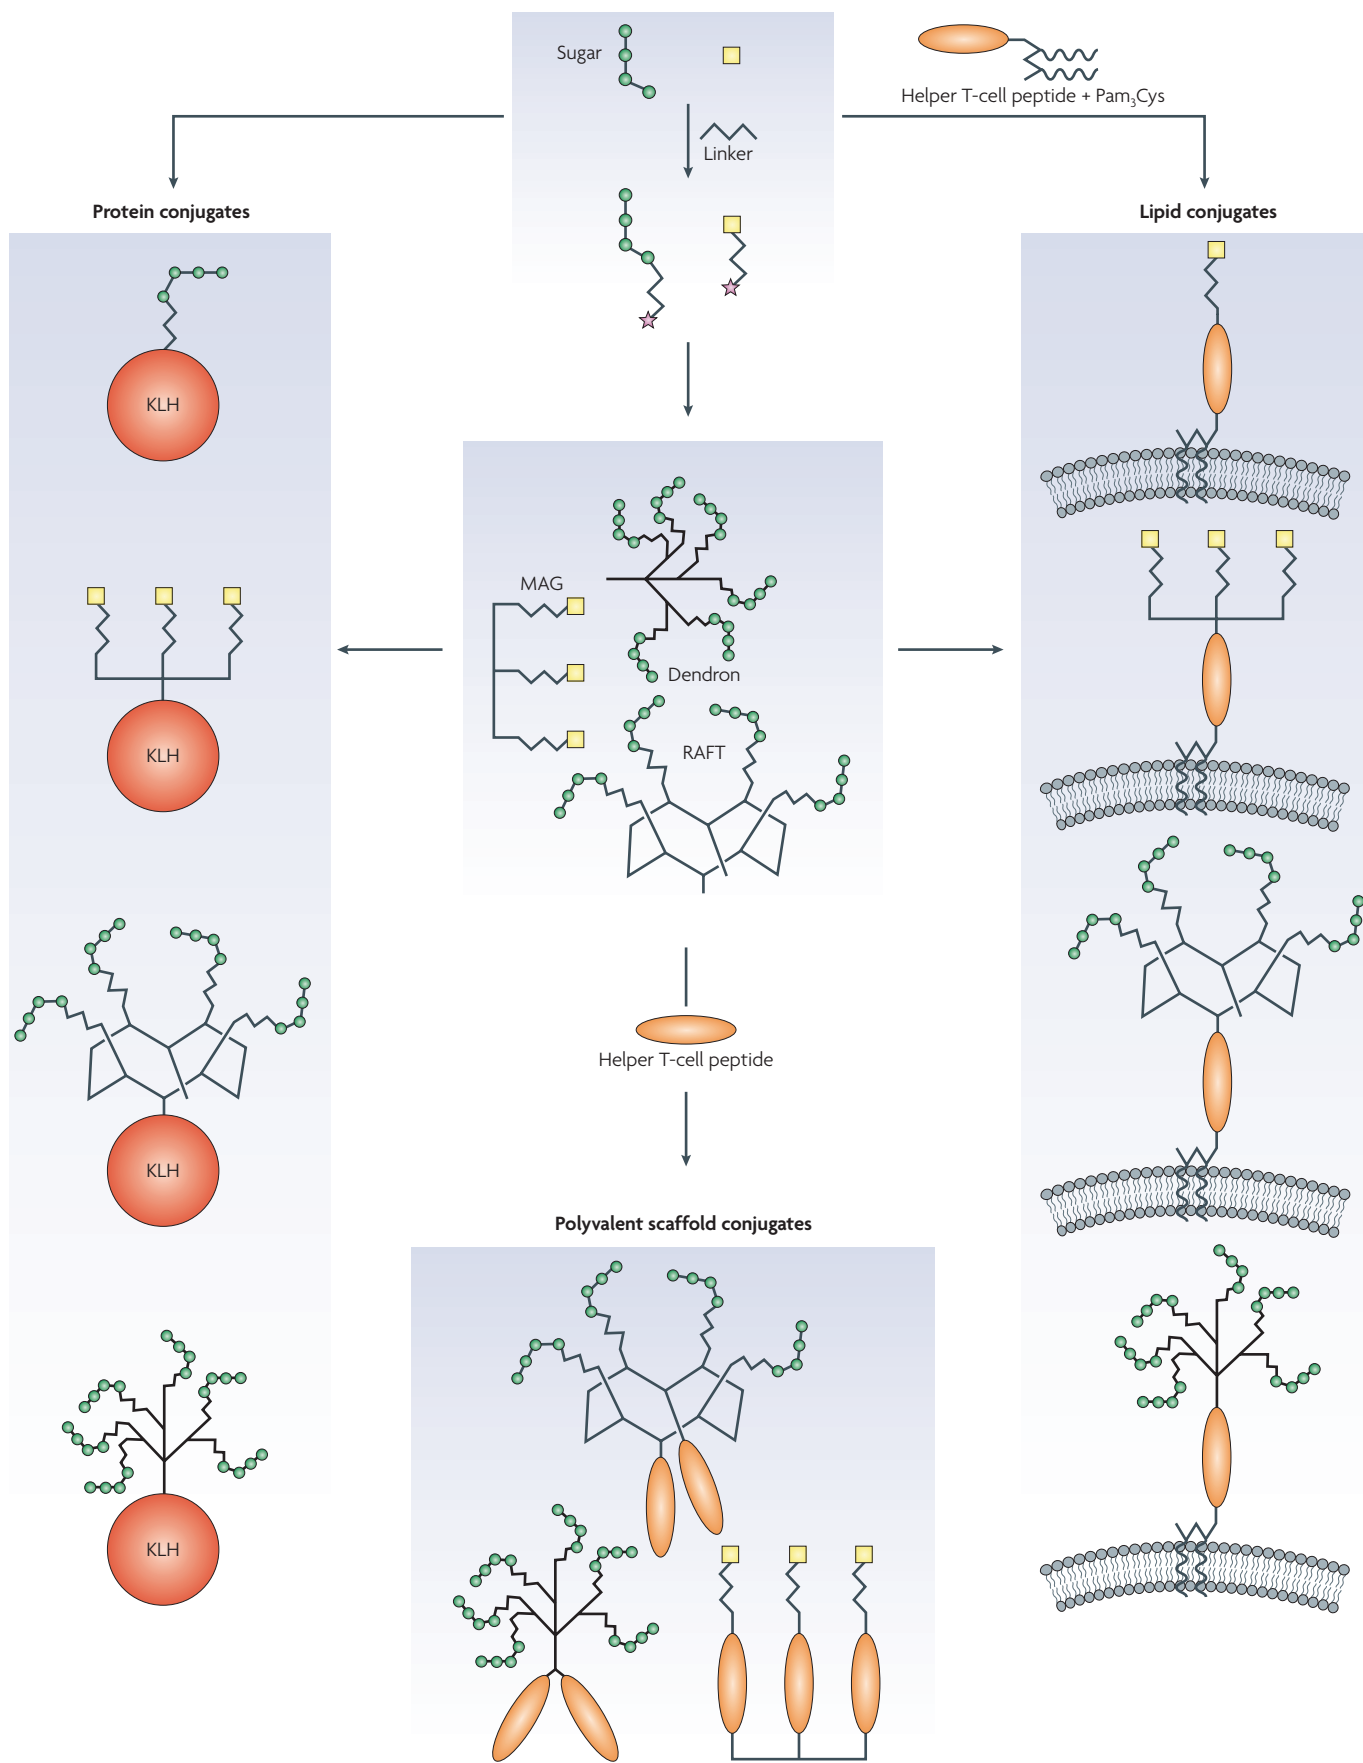 Sugar
Helper T-cell peptide + Pam₃Cys
Linker
Protein conjugates
Lipid conjugates
KLH
MAG
Dendron
KLH
RAFT
Helper T-cell peptide
KLH
Polyvalent scaffold conjugates
KLH